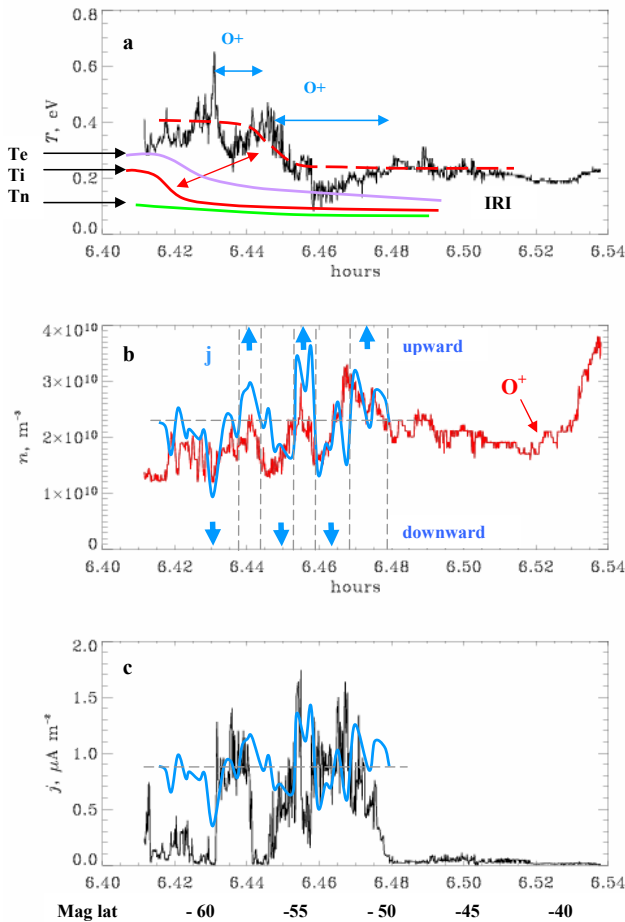 0.8
a
O+
O+
0.6
T, eV
0.4
Te
Ti
0.2
Tn
IRI
0.0
6.40 6.42 6.44 6.46 6.48 6.50 6.52 6.54
hours
4×10¹⁰
b
j
upward
3×10¹⁰
O⁺
n, m⁻³
2×10¹⁰
1×10¹⁰
downward
0
6.40 6.42 6.44 6.46 6.48 6.50 6.52 6.54
hours
2.0
c
1.5
j, μA m⁻²
1.0
0.5
0.0
6.40 6.42 6.44 6.46 6.48 6.50 6.52 6.54
Mag lat - 60 -55 - 50 -45 -40